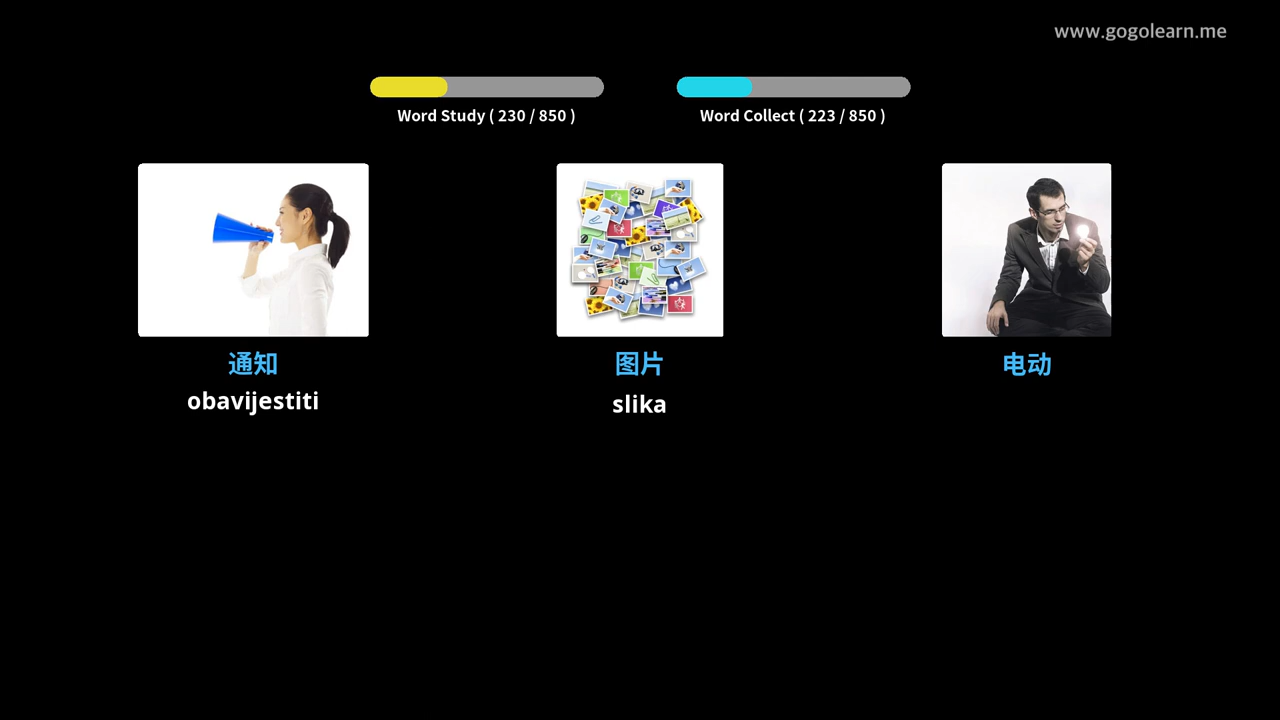 www.gogolearn.me
Word Study ( 230 / 850 )
Word Collect ( 223 / 850 )
通知
obavijestiti
图片
slika
电动